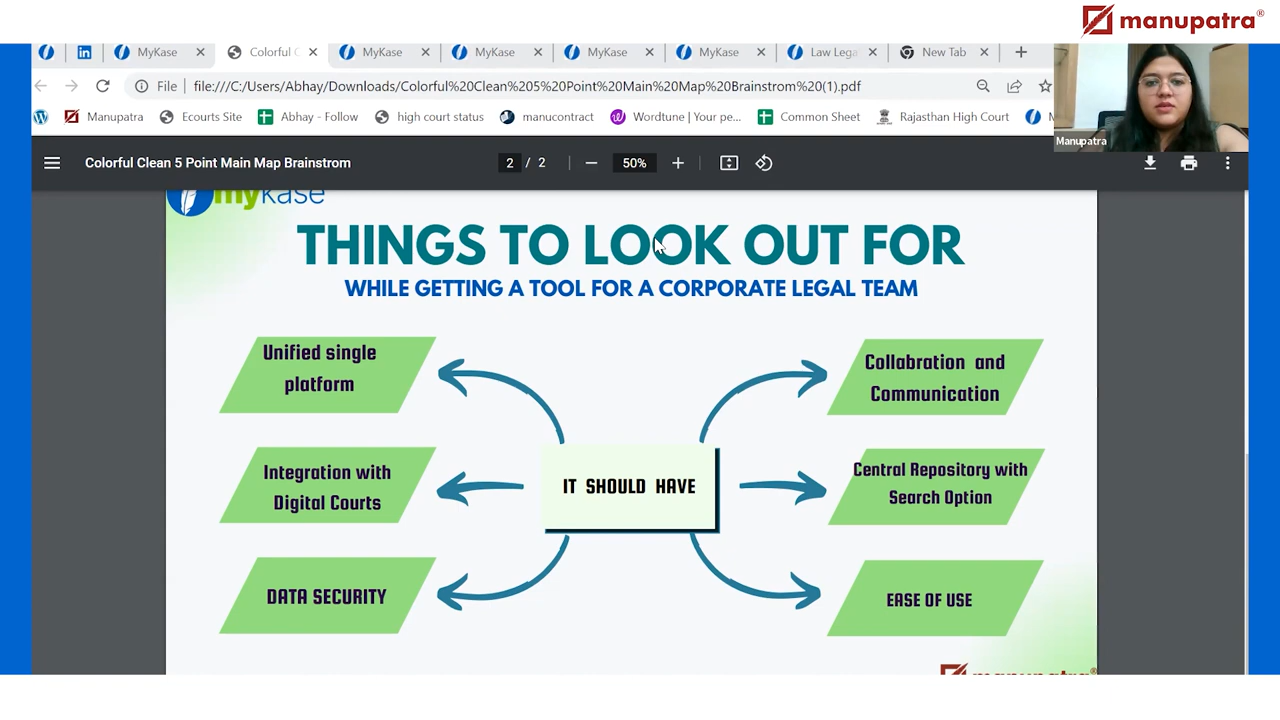 manupatra®
MyKase
Colorful C
MyKase
MyKase
MyKase
MyKase
Law Lega
New Tab
File
file:///C:/Users/Abhay/Downloads/Colorful%20Clean%205%20Point%20Main%20Map%20Brainstrom%20(1).pdf
Manupatra
Ecourts Site
Abhay - Follow
high court status
manucontract
Wordtune | Your pe...
Common Sheet
Rajasthan High Court
M
Manupatra
Colorful Clean 5 Point Main Map Brainstrom
2 / 2
50%
mykase
THINGS TO LOOK OUT FOR
WHILE GETTING A TOOL FOR A CORPORATE LEGAL TEAM
Unified single
platform
Collabration and
Communication
Integration with
Digital Courts
IT SHOULD HAVE
Central Repository with
Search Option
DATA SECURITY
EASE OF USE
manupatra®